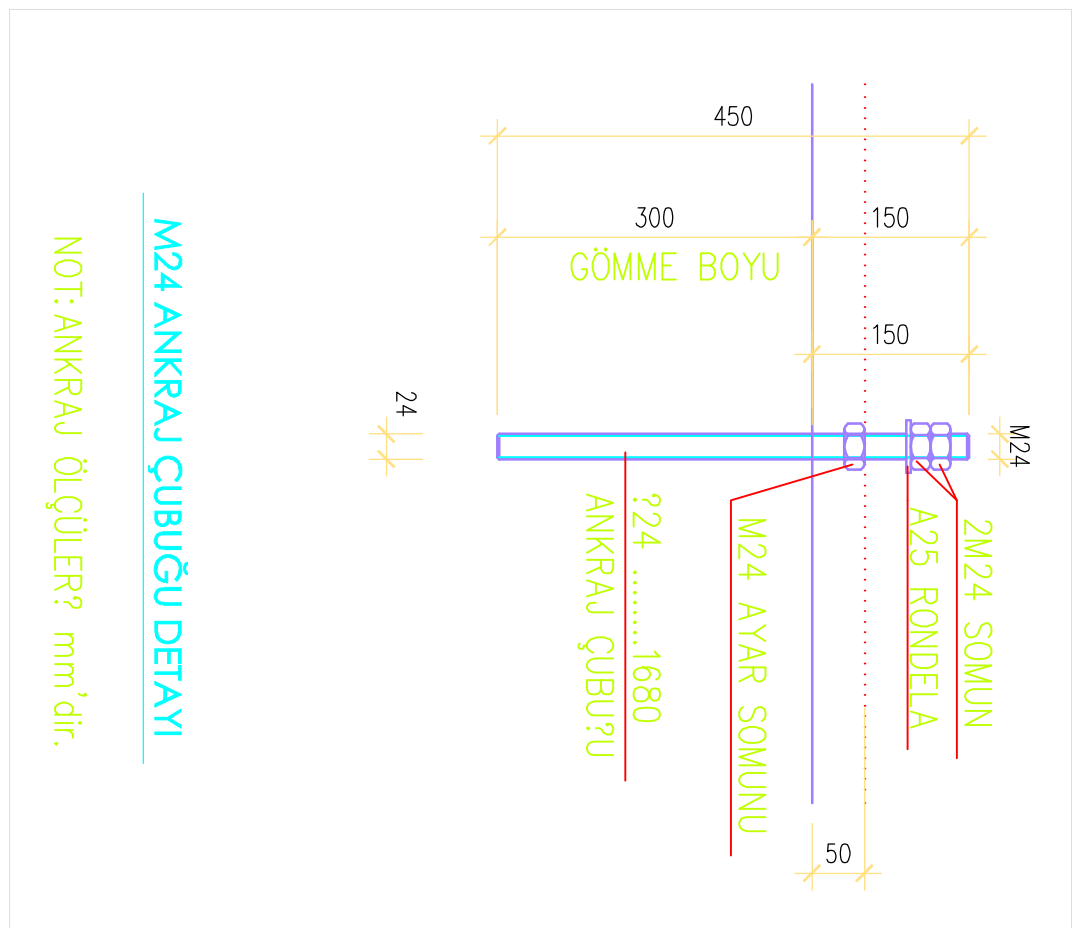 450
300
150
GÖMME BOYU
150
24
M24
2M24 SOMUN
A25 RONDELA
M24 AYAR SOMUNU
?24 ........1680
ANKRAJ ÇUBU?U
50
M24 ANKRAJ ÇUBUĞU DETAYI
NOT: ANKRAJ ÖLÇÜLER? mm'dir.